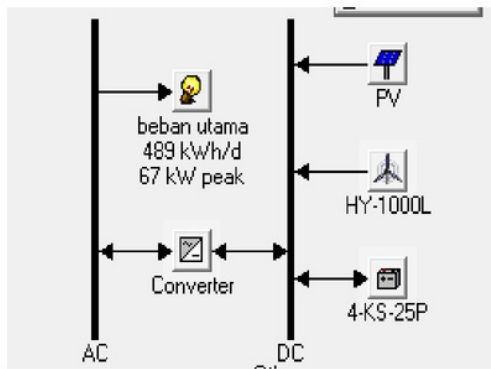 PV
beban utama
489 kWh/d
67 kW peak
HY-1000L
Converter
4-KS-25P
AC
DC